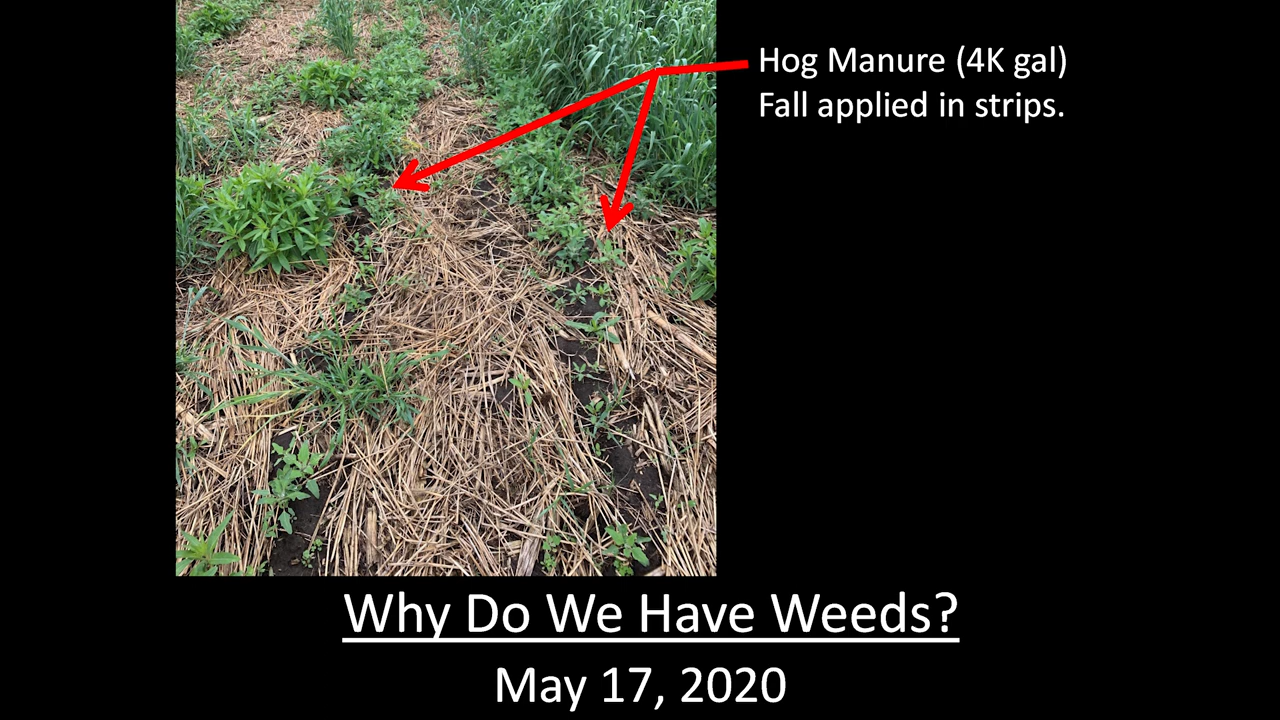 Hog Manure (4K gal)
Fall applied in strips.
Why Do We Have Weeds?
May 17, 2020